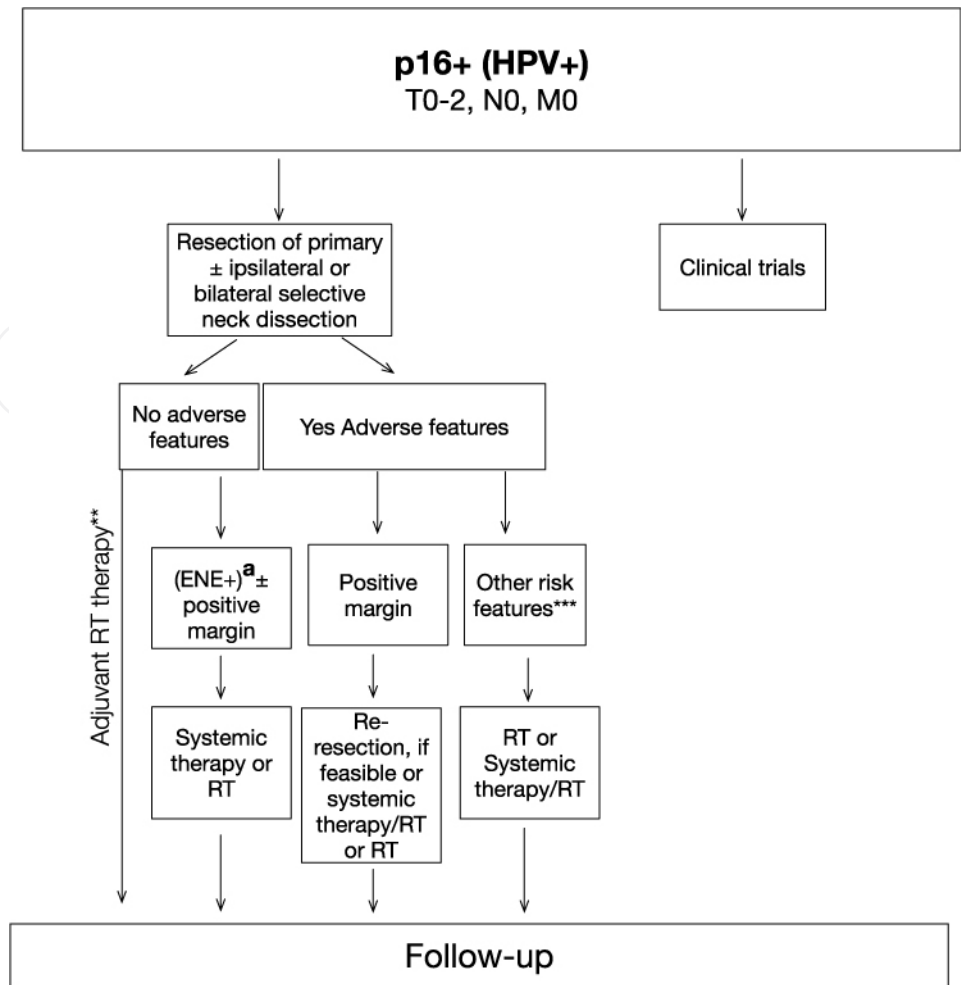 p16+ (HPV+)
T0-2, N0, M0
Resection of primary
± ipsilateral or
bilateral selective
neck dissection
Clinical trials
No adverse
features
Yes Adverse features
Adjuvant RT therapy**
(ENE+)a±
positive
margin
Positive
margin
Other risk
features***
Systemic
therapy or
RT
Re-
resection, if
feasible or
systemic
therapy/RT
or RT
RT or
Systemic
therapy/RT
Follow-up